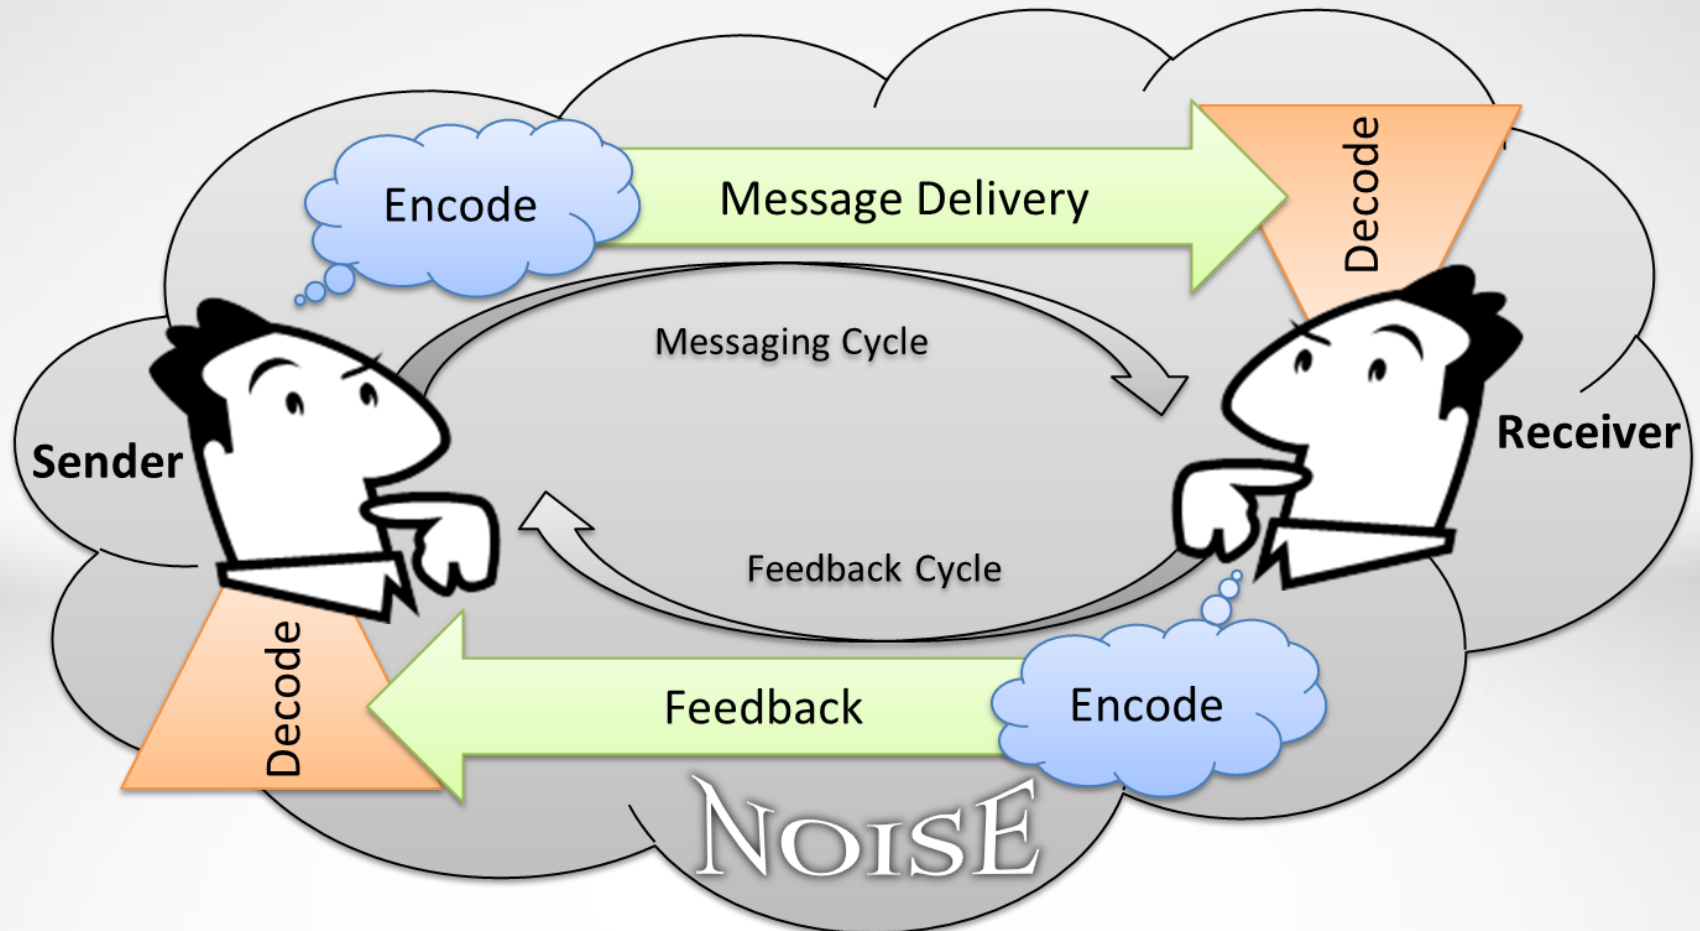 Encode
Message Delivery
Decode
Messaging Cycle
Sender
Receiver
Feedback Cycle
Decode
Feedback
Encode
NOISE